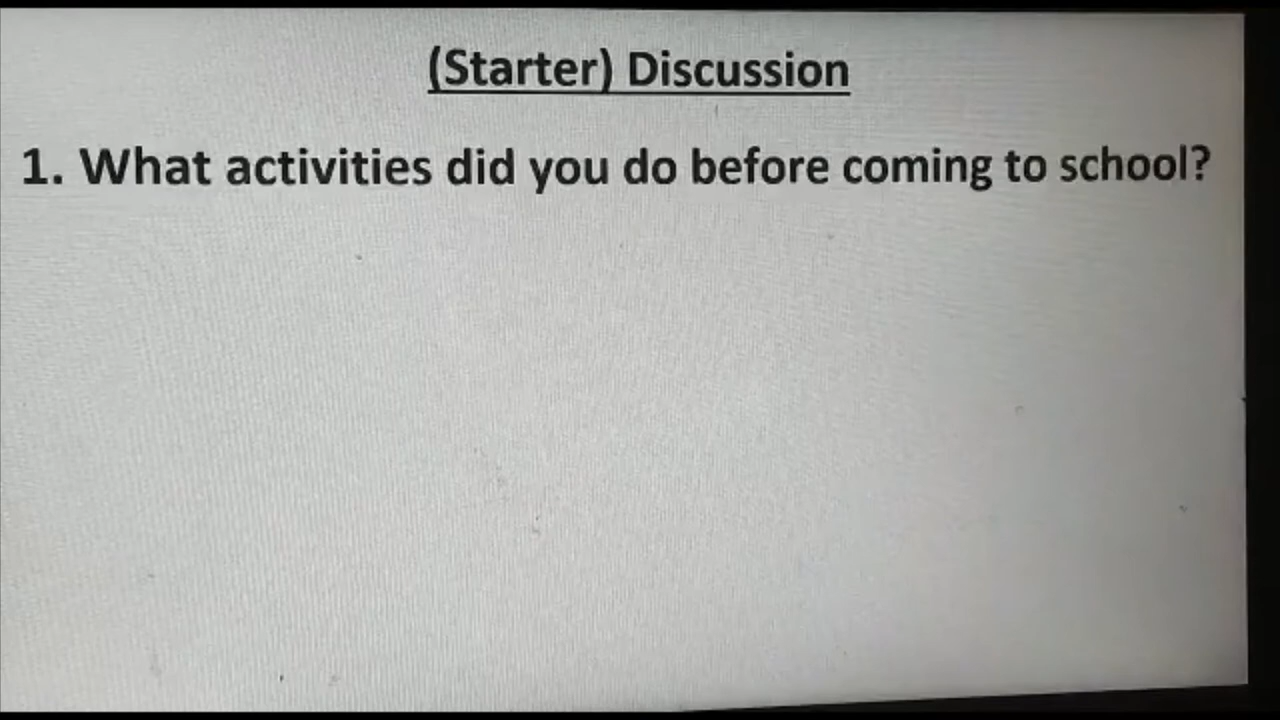 (Starter) Discussion
1. What activities did you do before coming to school?